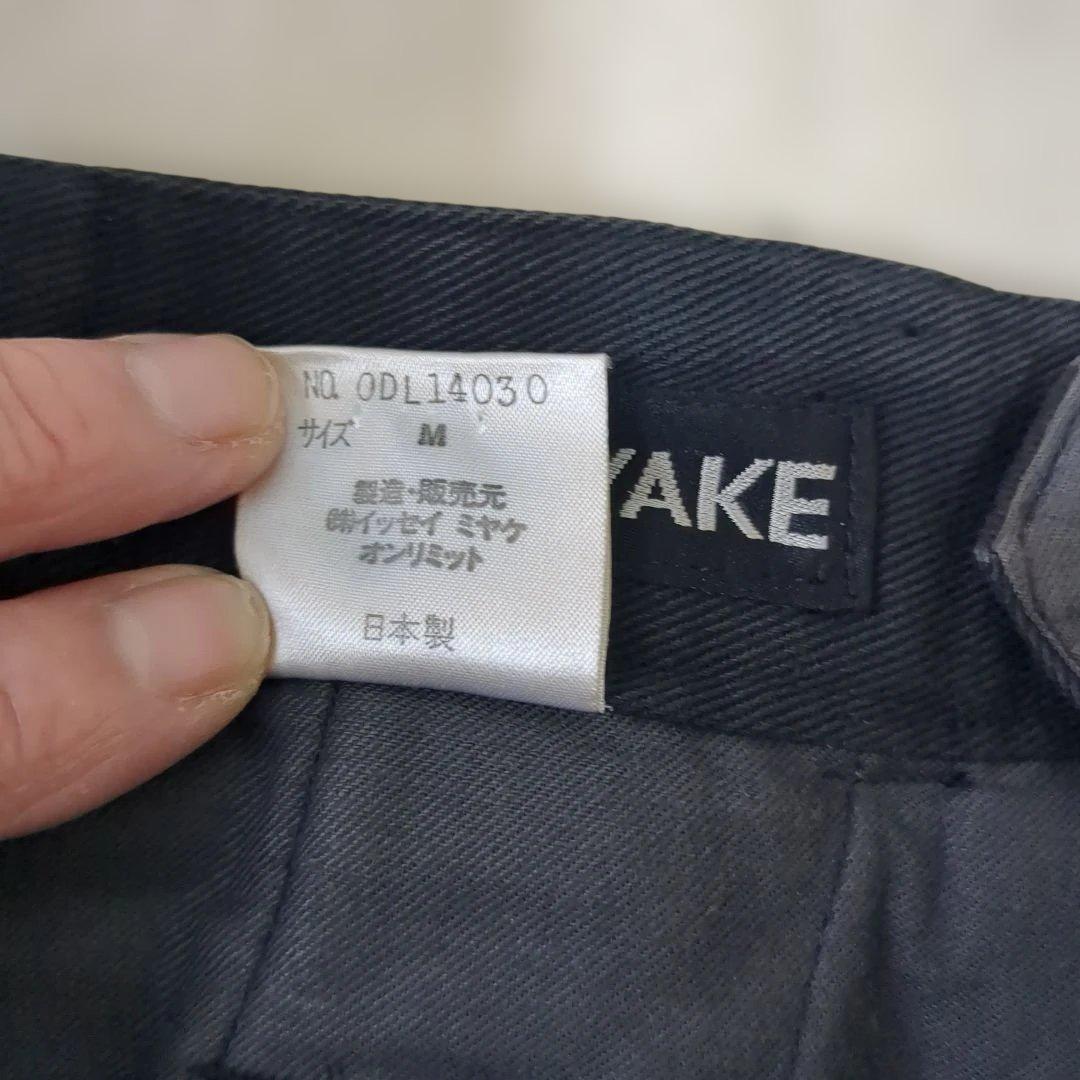 NO. ODL14030
サイズ M
製造・販売元
㈱イッセイ ミヤケ
オンリミット
日本製
YAKE